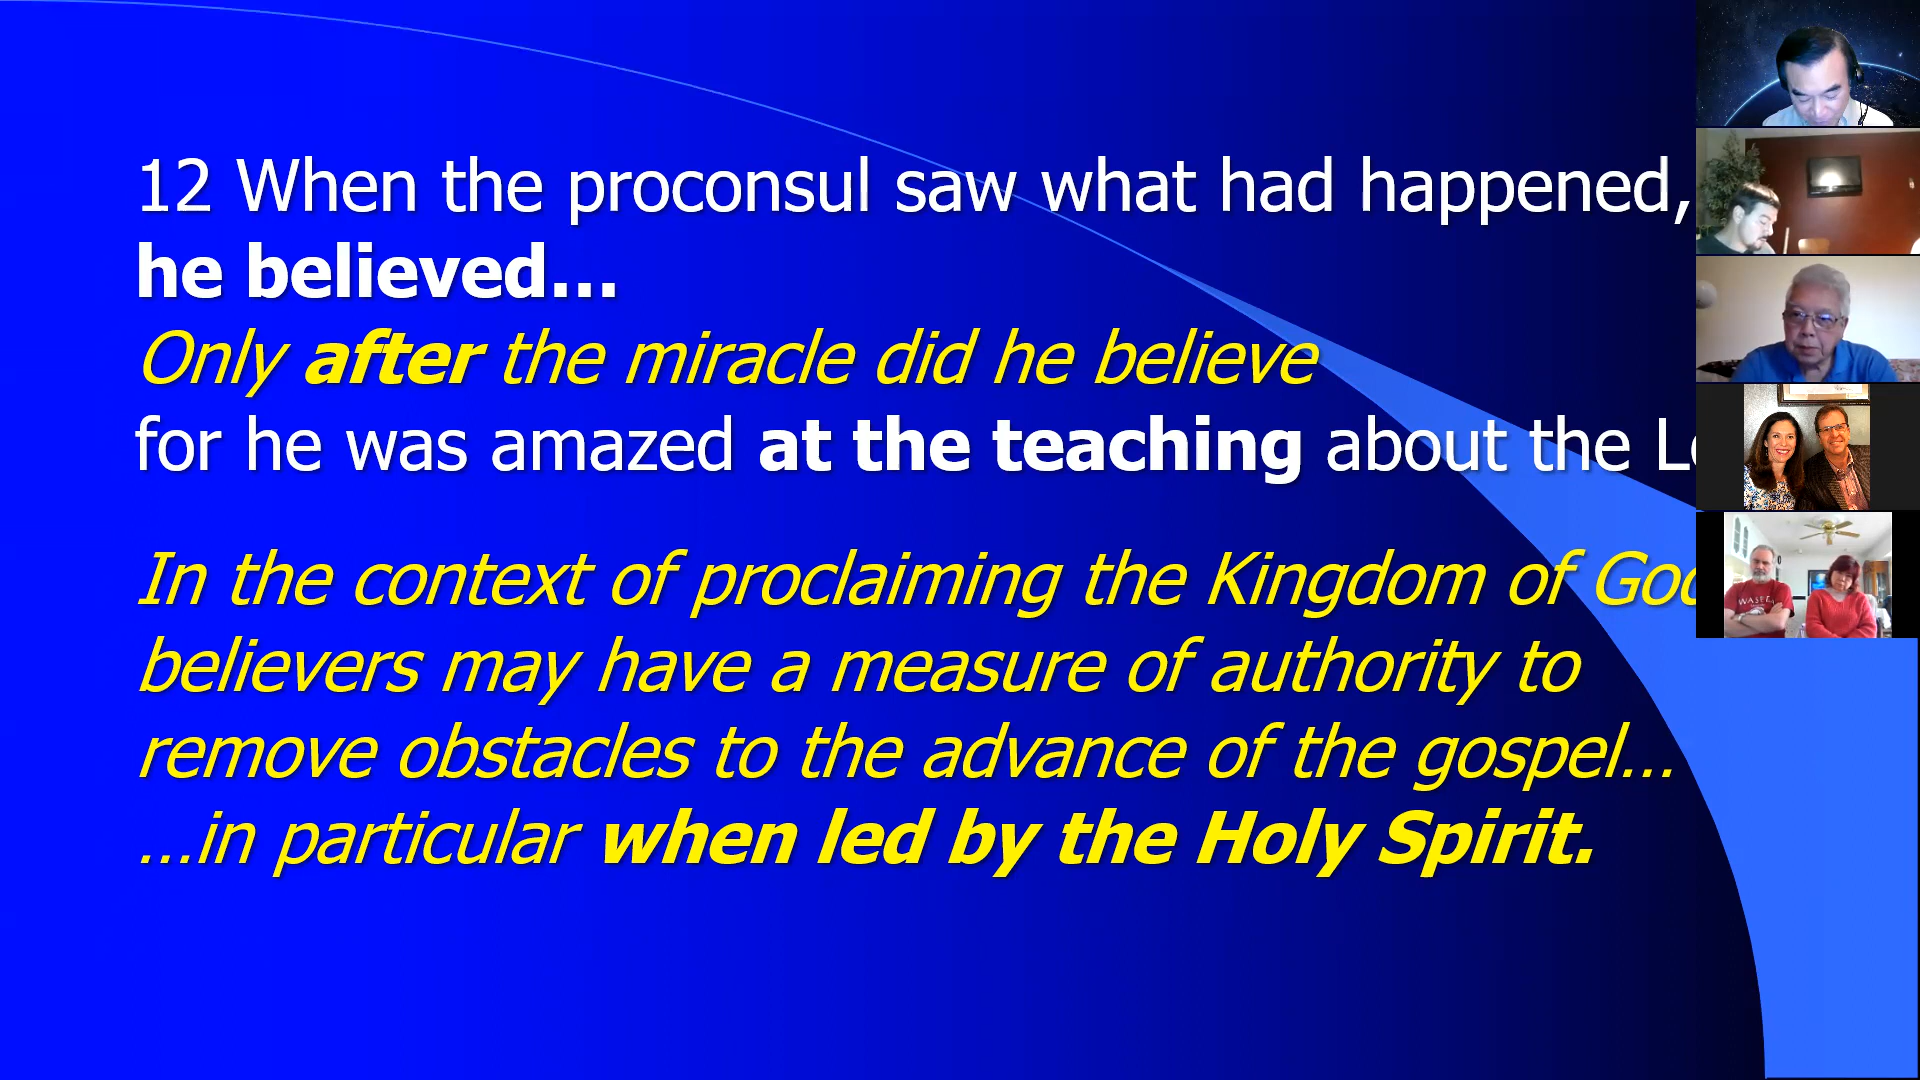 12 When the proconsul saw what had happened,
he believed…
Only after the miracle did he believe
for he was amazed at the teaching about the
In the context of proclaiming the Kingdom of
believers may have a measure of authority to
remove obstacles to the advance of the gospel…
…in particular when led by the Holy Spirit.